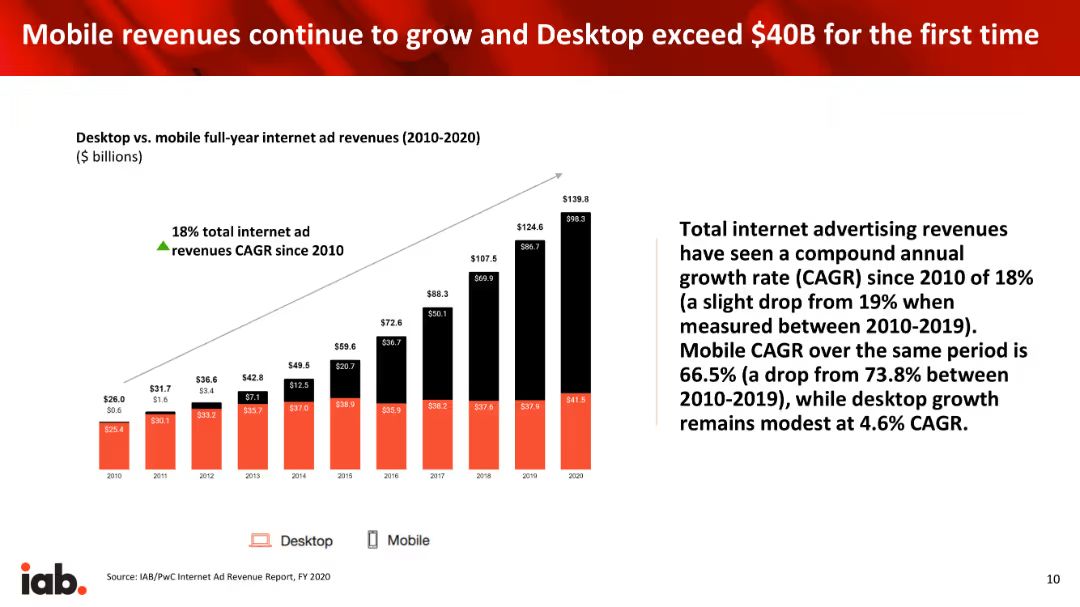 Mobile revenues continue to grow and Desktop exceed $40B for the first time
Desktop vs. mobile full-year internet ad revenues (2010-2020)
($ billions)
18% total internet ad
revenues CAGR since 2010
$26.0
$0.6
$25.4
$31.7
$1.6
$30.1
$36.6
$3.4
$33.2
$42.8
$7.1
$35.7
$49.5
$12.5
$37.0
$59.6
$20.7
$38.9
$72.6
$36.7
$35.9
$88.3
$50.1
$38.2
$107.5
$69.9
$37.6
$124.6
$86.7
$37.9
$139.8
$98.3
$41.5
2010 2011 2012 2013 2014 2015 2016 2017 2018 2019 2020
Desktop Mobile
Total internet advertising revenues
have seen a compound annual
growth rate (CAGR) since 2010 of 18%
(a slight drop from 19% when
measured between 2010-2019).
Mobile CAGR over the same period is
66.5% (a drop from 73.8% between
2010-2019), while desktop growth
remains modest at 4.6% CAGR.
iab.
Source: IAB/PwC Internet Ad Revenue Report, FY 2020
10